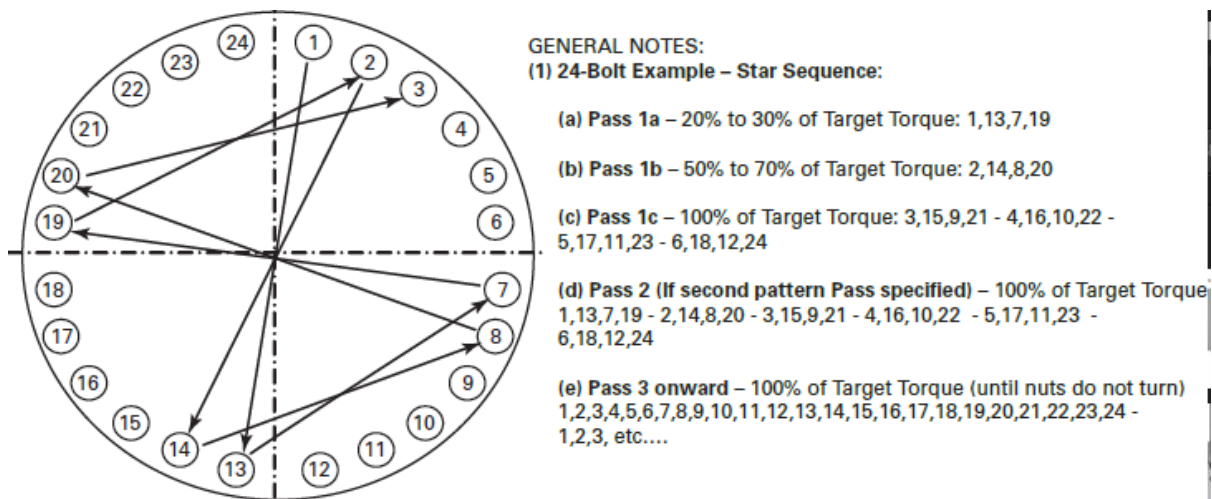 24
1
23
2
22
3
21
4
20
5
19
6
18
7
17
8
16
9
15
10
14
11
13
12
GENERAL NOTES:
(1) 24-Bolt Example – Star Sequence:
(a) Pass 1a – 20% to 30% of Target Torque: 1,13,7,19
(b) Pass 1b – 50% to 70% of Target Torque: 2,14,8,20
(c) Pass 1c – 100% of Target Torque: 3,15,9,21 - 4,16,10,22 -
5,17,11,23 - 6,18,12,24
(d) Pass 2 (If second pattern Pass specified) – 100% of Target Torque
1,13,7,19 - 2,14,8,20 - 3,15,9,21 - 4,16,10,22 - 5,17,11,23 -
6,18,12,24
(e) Pass 3 onward – 100% of Target Torque (until nuts do not turn)
1,2,3,4,5,6,7,8,9,10,11,12,13,14,15,16,17,18,19,20,21,22,23,24 -
1,2,3, etc....